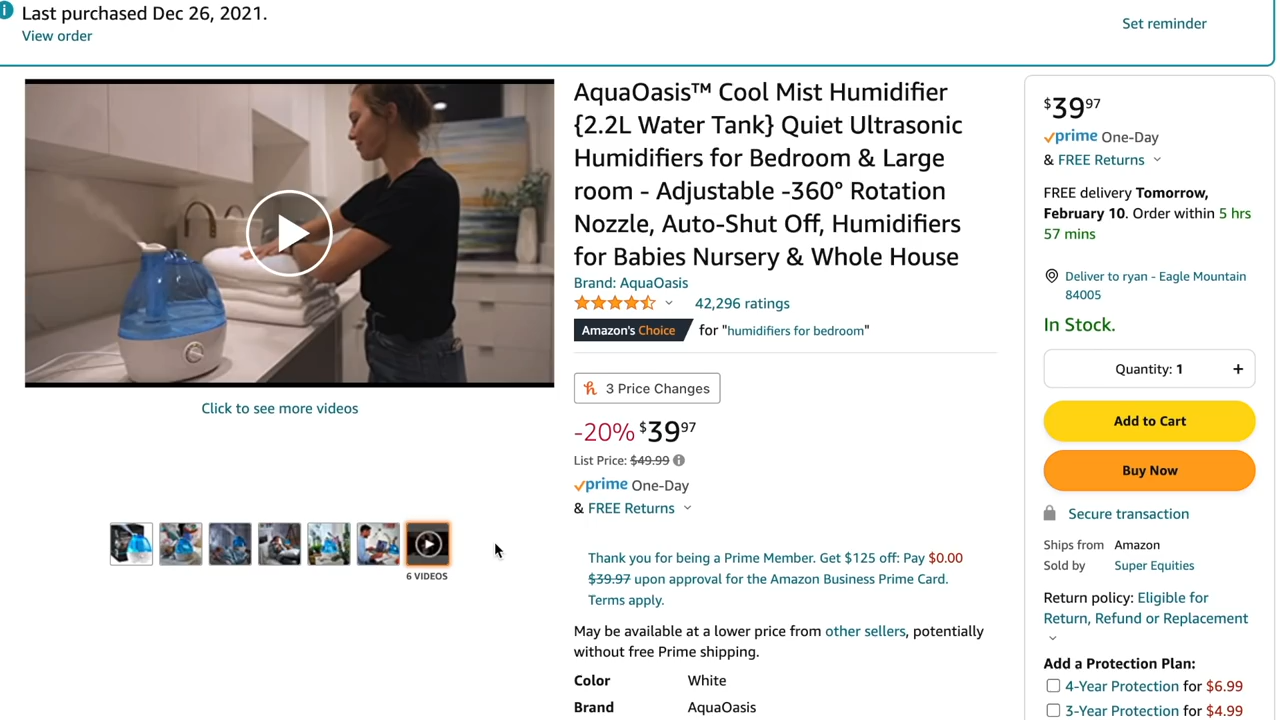 Last purchased Dec 26, 2021.
View order
Set reminder
AquaOasis™ Cool Mist Humidifier
{2.2L Water Tank} Quiet Ultrasonic
Humidifiers for Bedroom & Large
room - Adjustable -360° Rotation
Nozzle, Auto-Shut Off, Humidifiers
for Babies Nursery & Whole House
Brand: AquaOasis
42,296 ratings
Amazon's Choice for "humidifiers for bedroom"
3 Price Changes
-20% $39 97
List Price: $49.99
prime One-Day
& FREE Returns
Thank you for being a Prime Member. Get $125 off: Pay $0.00
$39.97 upon approval for the Amazon Business Prime Card.
Terms apply.
May be available at a lower price from other sellers, potentially
without free Prime shipping.
Color White
Brand AquaOasis
Click to see more videos
6 VIDEOS
$39 97
prime One-Day
& FREE Returns
FREE delivery Tomorrow,
February 10. Order within 5 hrs
57 mins
Deliver to ryan - Eagle Mountain
84005
In Stock.
Quantity: 1 +
Add to Cart
Buy Now
Secure transaction
Ships from Amazon
Sold by Super Equities
Return policy: Eligible for
Return, Refund or Replacement
Add a Protection Plan:
4-Year Protection for $6.99
3-Year Protection for $4.99